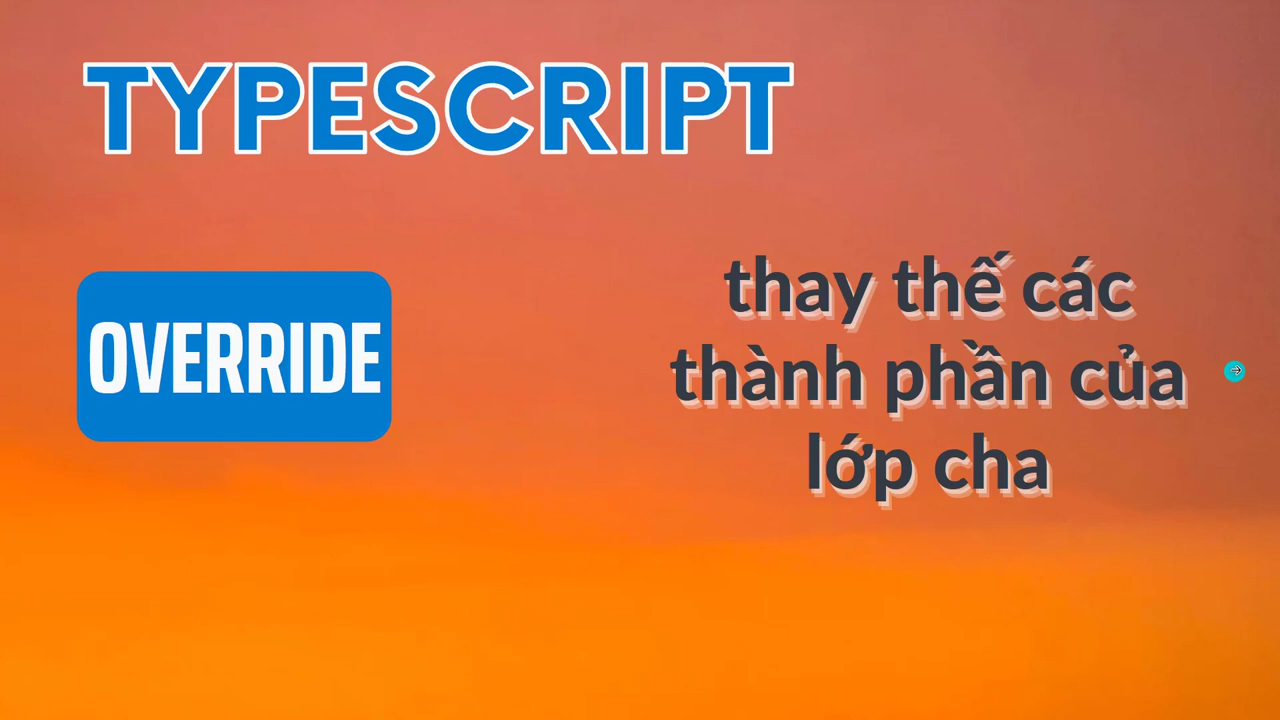 TYPESCRIPT
OVERRIDE
thay thế các
thành phần của
lớp cha